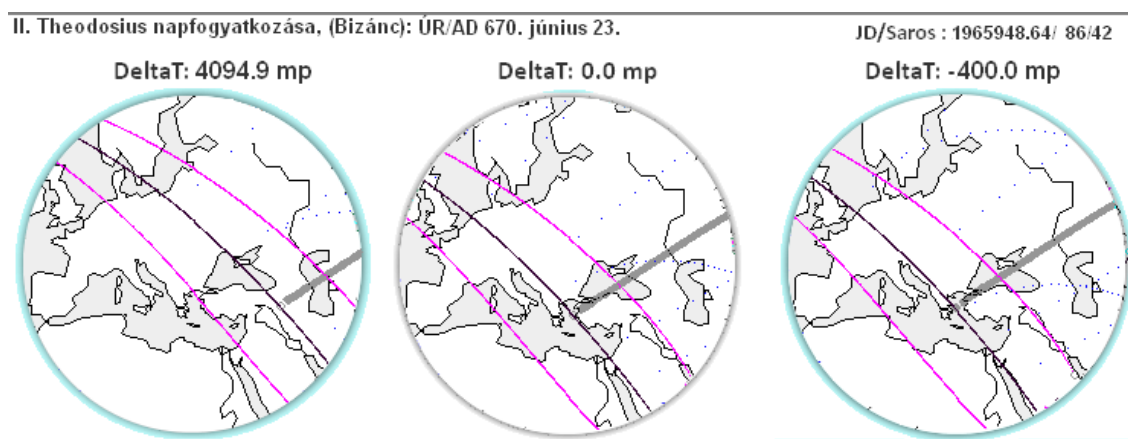 II. Theodosius napfogyatkozása, (Bizánc): ÚR/AD 670. június 23.
JD/Saros : 1965948.64/ 86/42
DeltaT: 4094.9 mp
DeltaT: 0.0 mp
DeltaT: -400.0 mp